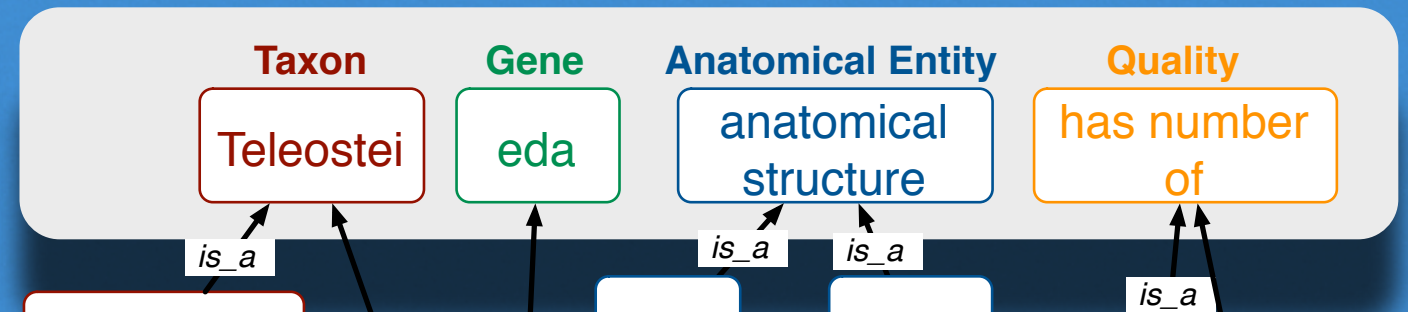 Taxon Gene Anatomical Entity Quality
Teleostei eda anatomical structure has number of
is_a is_a is_a
is_a